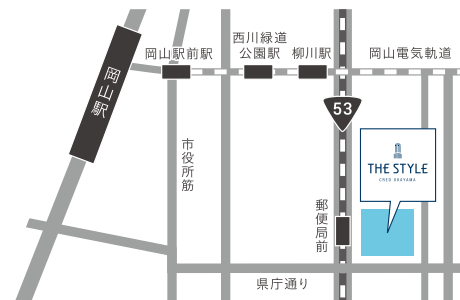 岡山駅前駅
西川緑道
公園駅
柳川駅
岡山電気軌道
岡山駅
53
市役所筋
THE STYLE
CRED OKAYAMA
郵便局前
県庁通り